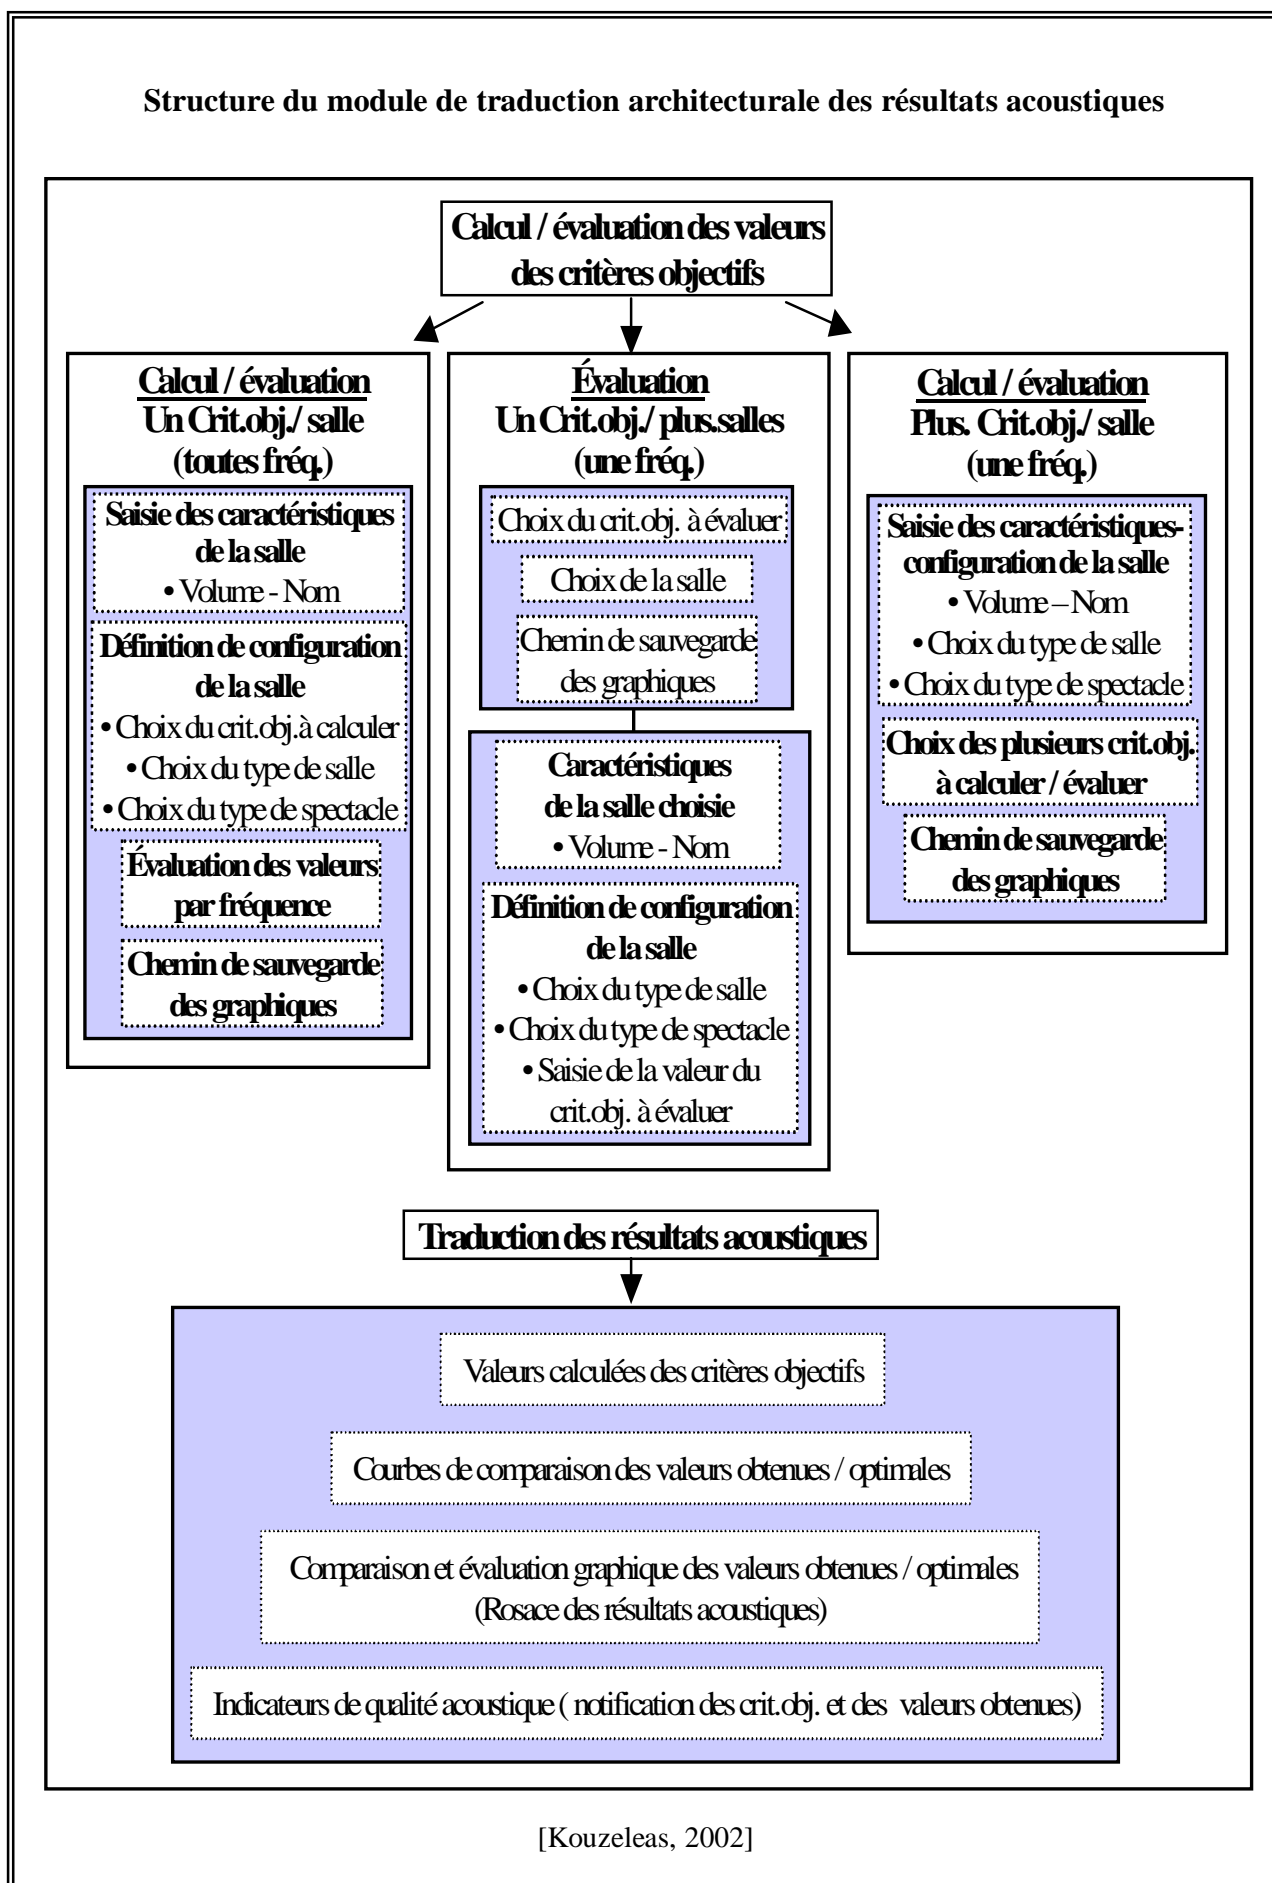 Structure du module de traduction architecturale des résultats acoustiques
Calcul / évaluation des valeurs
des critères objectifs
Calcul / évaluation
Un Crit.obj./ salle
(toutes fréq.)
Saisie des caractéristiques
de la salle
• Volume - Nom
Définition de configuration
de la salle
• Choix du crit.obj.à calculer
• Choix du type de salle
• Choix du type de spectacle
Évaluation des valeurs
par fréquence
Chemin de sauvegarde
des graphiques
Évaluation
Un Crit.obj./ plus.salles
(une fréq.)
Choix du crit.obj. à évaluer
Choix de la salle
Chemin de sauvegarde
des graphiques
Caractéristiques
de la salle choisie
• Volume - Nom
Définition de configuration
de la salle
• Choix du type de salle
• Choix du type de spectacle
• Saisie de la valeur du
crit.obj. à évaluer
Calcul / évaluation
Plus. Crit.obj./ salle
(une fréq.)
Saisie des caractéristiques-
configuration de la salle
• Volume – Nom
• Choix du type de salle
• Choix du type de spectacle
Choix des plusieurs crit.obj.
à calculer / évaluer
Chemin de sauvegarde
des graphiques
Traduction des résultats acoustiques
Valeurs calculées des critères objectifs
Courbes de comparaison des valeurs obtenues / optimales
Comparaison et évaluation graphique des valeurs obtenues / optimales
(Rosace des résultats acoustiques)
Indicateurs de qualité acoustique ( notification des crit.obj. et des valeurs obtenues)
[Kouzeleas, 2002]